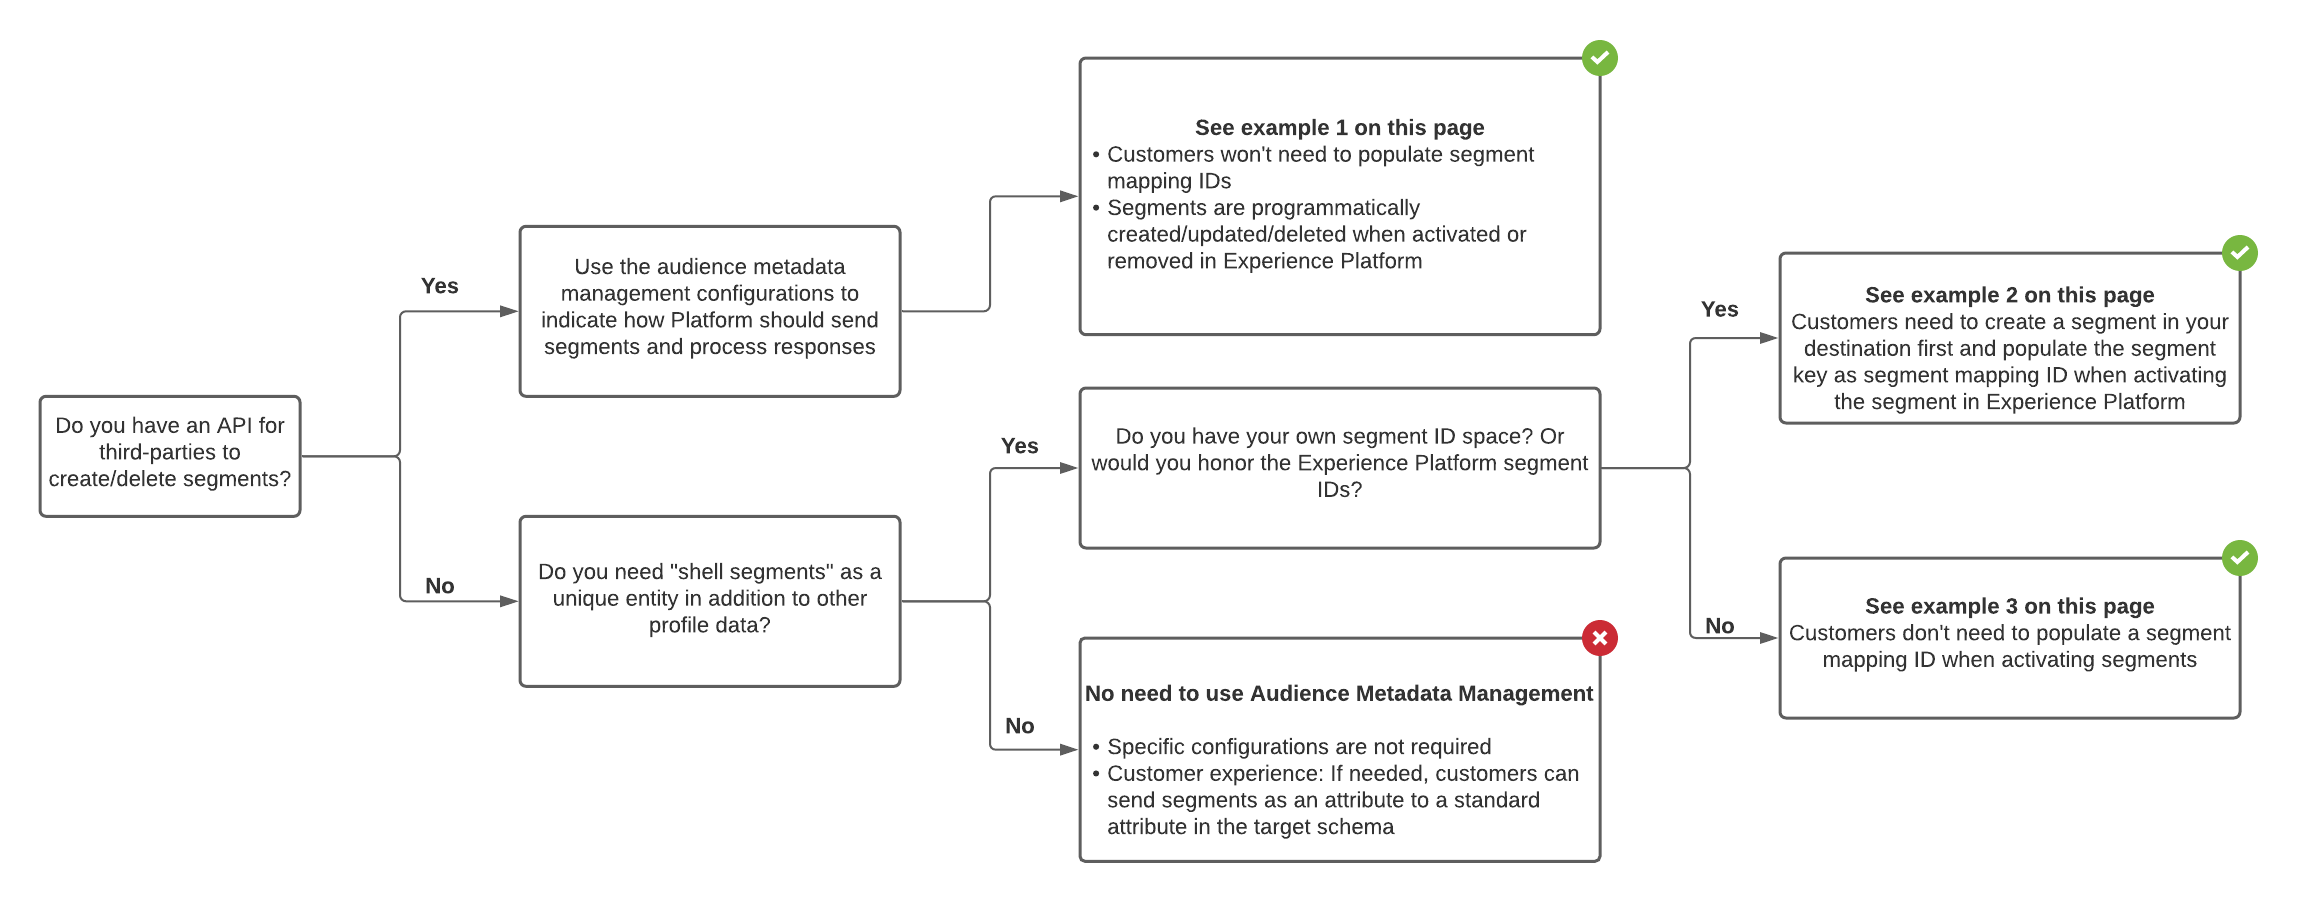 Do you have an API for
third-parties to
create/delete segments?
Yes
Use the audience metadata
management configurations to
indicate how Platform should send
segments and process responses
See example 1 on this page
• Customers won't need to populate segment
mapping IDs
• Segments are programmatically
created/updated/deleted when activated or
removed in Experience Platform
No
Do you need "shell segments" as a
unique entity in addition to other
profile data?
Yes
Do you have your own segment ID space? Or
would you honor the Experience Platform segment
IDs?
Yes
See example 2 on this page
Customers need to create a segment in your
destination first and populate the segment
key as segment mapping ID when activating
the segment in Experience Platform
No
See example 3 on this page
Customers don't need to populate a segment
mapping ID when activating segments
No
No need to use Audience Metadata Management
• Specific configurations are not required
• Customer experience: If needed, customers can
send segments as an attribute to a standard
attribute in the target schema